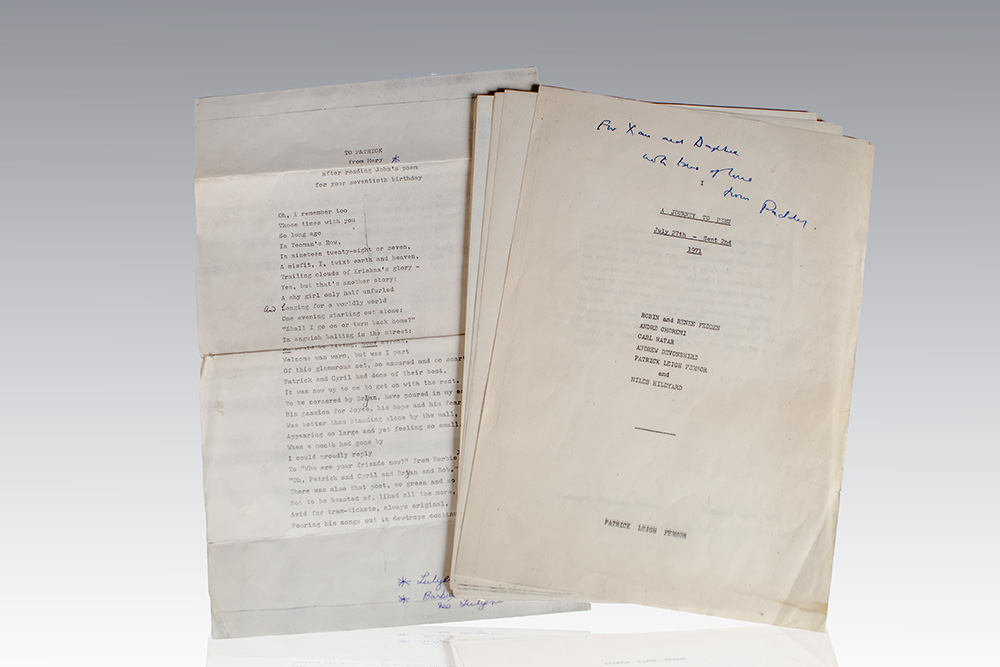 TO PATRICK
from Mary *
after reading John's poem
for your seventieth birthday
Oh, I remember too
Those times with you
So long ago
In Yeoman's Row,
In nineteen twenty-eight or seven,
A misfit, I, twixt earth and heaven,
Trailing clouds of Krishna's glory -
Yes, but that's another story:
A shy girl only half unfurled
And Longing for a worldly world
One evening starting out alone:
"Shall I go on or turn back home?"
In anguish halting in the street:
Welcome was warm, but was I part
Of this glamorous set, so assured and so smart
Patrick and Cyril had done of their best,
It was now up to me to get on with the rest.
To be cornered by Bryan, have poured in my
His passion for Joyce, his hope and his fear
Was better than standing alone by the wall,
Appearing so large and yet feeling so small.
When a month had gone by
I could proudly reply
To "Who are your friends now?" from Barbie
"Oh, Patrick and Cyril and Bryan and Bob."
There was also that poet, so green and so
Not to be boasted of, liked all the more,
Avid for tram-tickets, always original,
Pouring his songs out in dewdrops
*
*
For Xan and Daphne
with tons of love
from Paddy.
I
A JOURNEY TO PERU
July 27th - Sept 2nd
1971
ROBIN and RENEE FEDDEN
ANDRE CHOREMI
CARL NATAR
ANDREW DEVONSHIRE
PATRICK LEIGH FERMOR
and
MILES HILDYARD
PATRICK LEIGH FERMOR